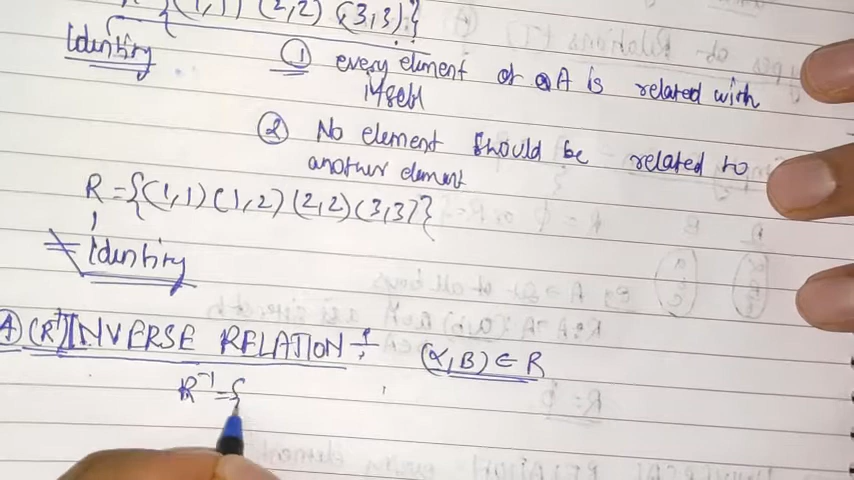 {(1,1) (2,2) (3,3)}
Identity
① every element of A is related with
itself
② No element should be related to
another element
R = {(1,1) (1,2) (2,2) (3,3)}
≠ Identity
④ (R⁻¹) INVERSE RELATION : (α,B) ∈ R
R⁻¹ = {